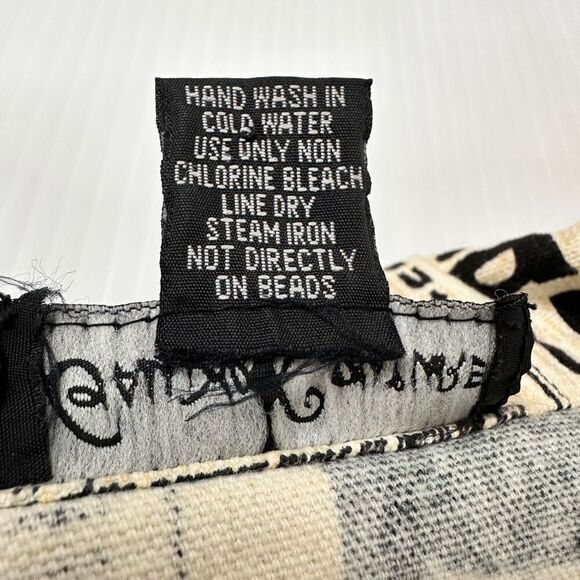 HAND WASH IN
COLD WATER
USE ONLY NON
CHLORINE BLEACH
LINE DRY
STEAM IRON
NOT DIRECTLY
ON BEADS